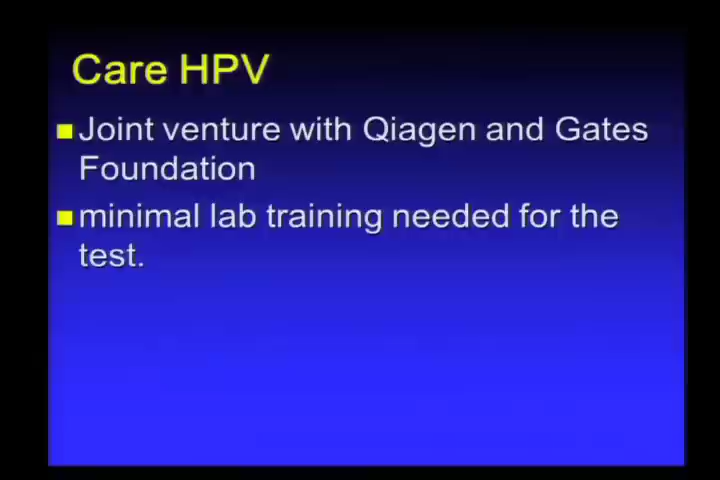 Care HPV
Joint venture with Qiagen and Gates
Foundation
minimal lab training needed for the
test.